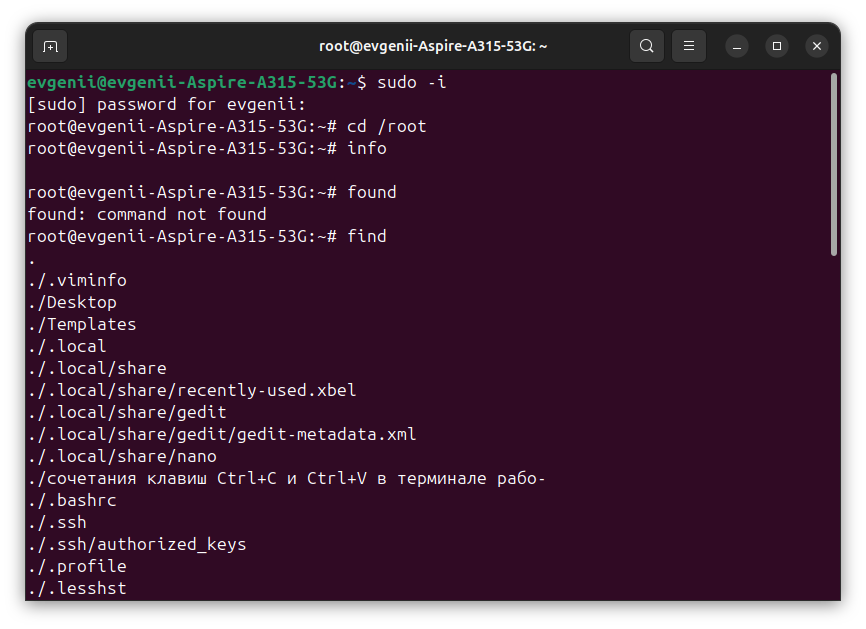 root@evgenii-Aspire-A315-53G: ~
evgenii@evgenii-Aspire-A315-53G:~$ sudo -i
[sudo] password for evgenii:
root@evgenii-Aspire-A315-53G:~# cd /root
root@evgenii-Aspire-A315-53G:~# info
root@evgenii-Aspire-A315-53G:~# found
found: command not found
root@evgenii-Aspire-A315-53G:~# find
.
./.viminfo
./Desktop
./Templates
./.local
./.local/share
./.local/share/recently-used.xbel
./.local/share/gedit
./.local/share/gedit/gedit-metadata.xml
./.local/share/nano
./сочетания клавиш Ctrl+C и Ctrl+V в терминале рабо-
./.bashrc
./.ssh
./.ssh/authorized_keys
./.profile
./.lesshst